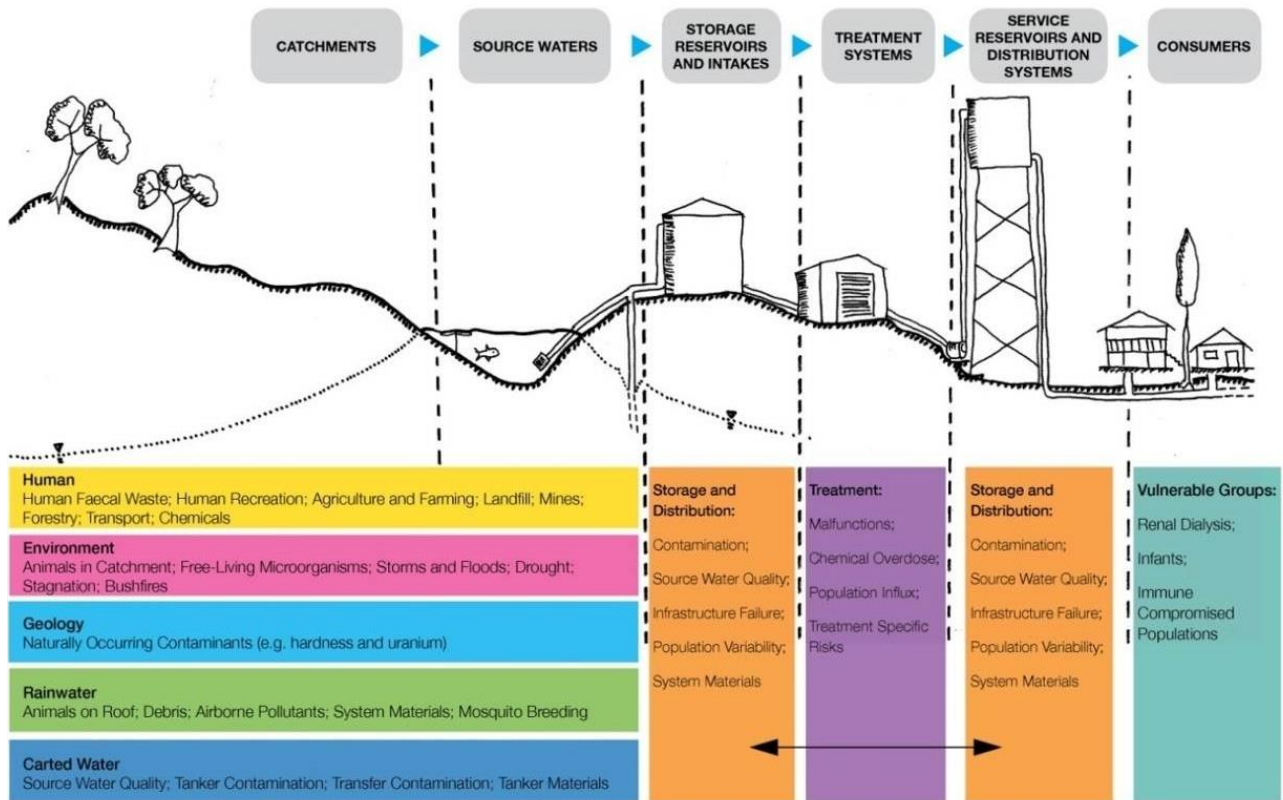 CATCHMENTS
SOURCE WATERS
STORAGE
RESERVOIRS
AND INTAKES
TREATMENT
SYSTEMS
SERVICE
RESERVOIRS AND
DISTRIBUTION
SYSTEMS
CONSUMERS
Human
Human Faecal Waste; Human Recreation; Agriculture and Farming; Landfill; Mines;
Forestry; Transport; Chemicals
Environment
Animals in Catchment; Free-Living Microorganisms; Storms and Floods; Drought;
Stagnation; Bushfires
Geology
Naturally Occurring Contaminants (e.g. hardness and uranium)
Rainwater
Animals on Roof; Debris; Airborne Pollutants; System Materials; Mosquito Breeding
Carted Water
Source Water Quality; Tanker Contamination; Transfer Contamination; Tanker Materials
Storage and
Distribution:
Contamination;
Source Water Quality;
Infrastructure Failure;
Population Variability;
System Materials
Treatment:
Malfunctions;
Chemical Overdose;
Population Influx;
Treatment Specific
Risks
Storage and
Distribution:
Contamination;
Source Water Quality;
Infrastructure Failure;
Population Variability;
System Materials
Vulnerable Groups:
Renal Dialysis;
Infants;
Immune
Compromised
Populations